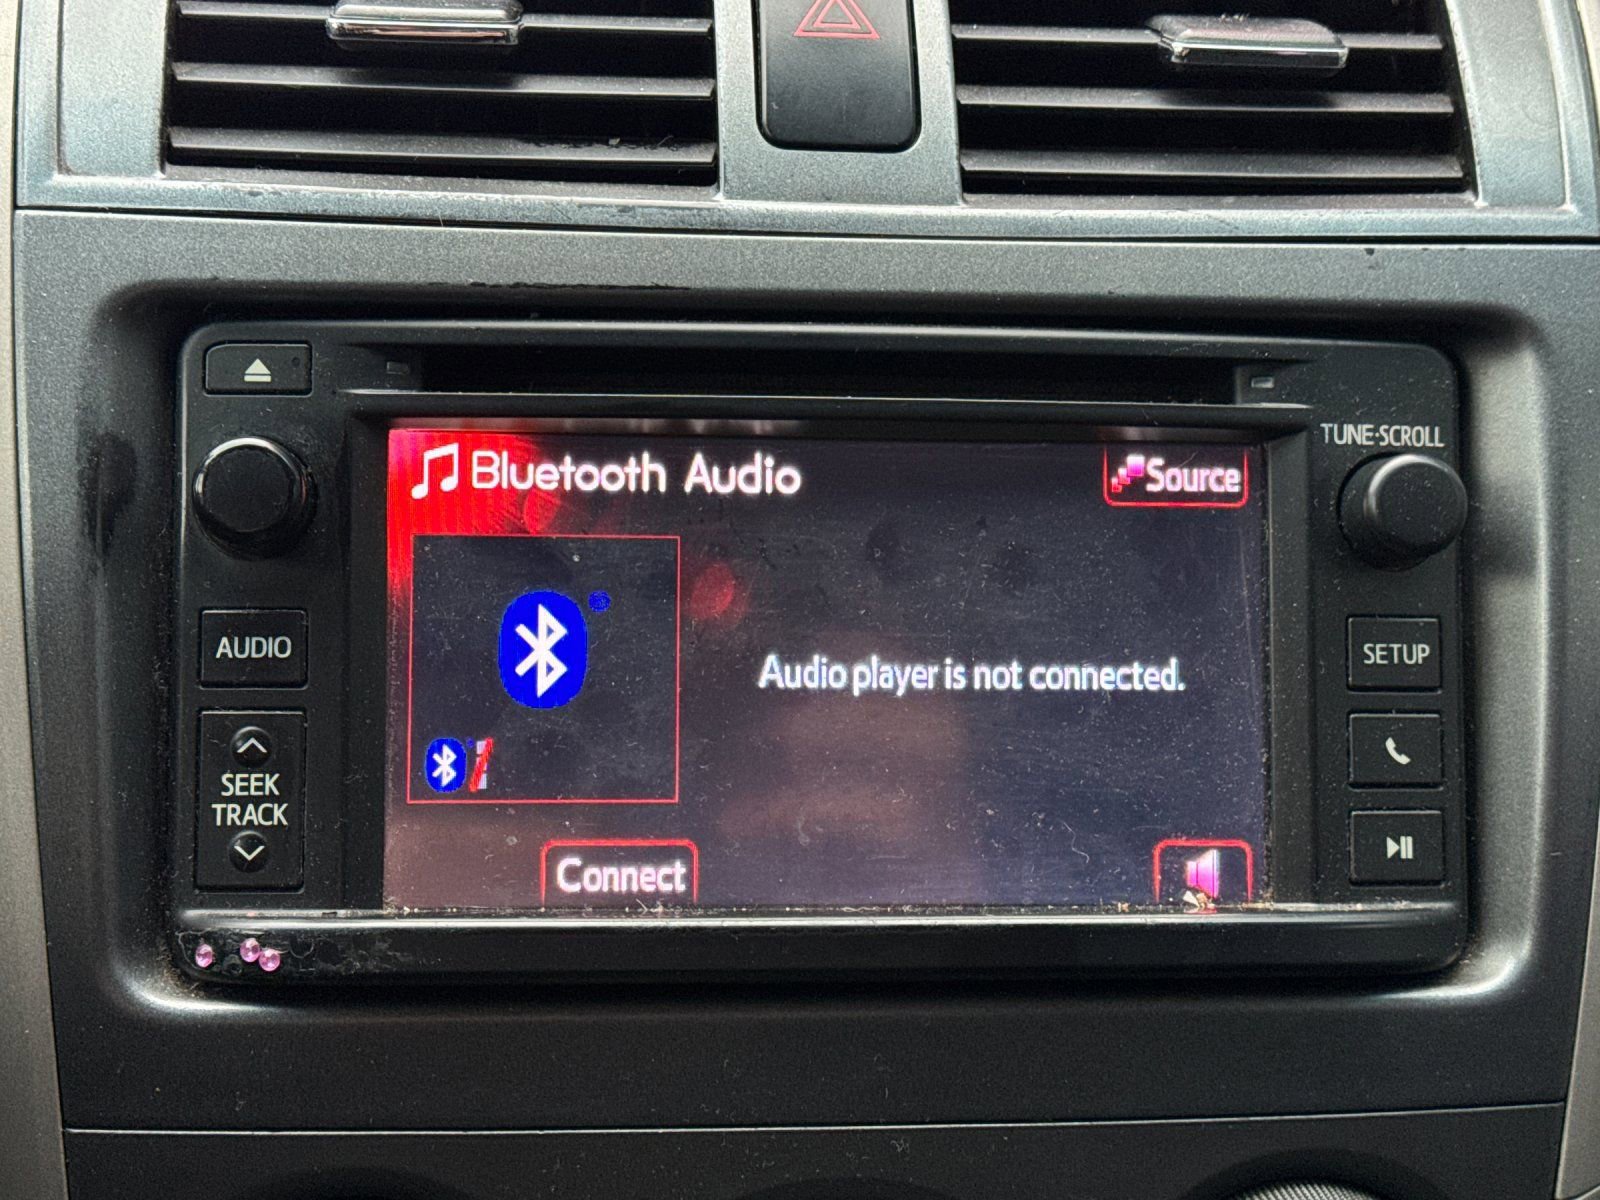 TUNE·SCROLL
Bluetooth Audio
Source
AUDIO
SETUP
Audio player is not connected.
SEEK
TRACK
Connect